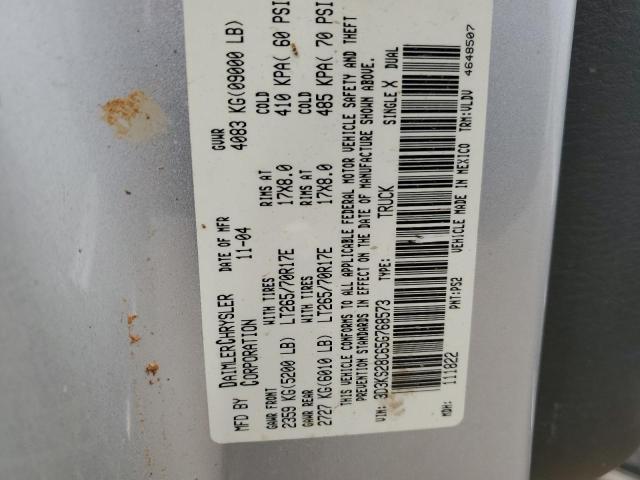 MFD BY DAIMLERCHRYSLER CORPORATION DATE OF MFR 11-04 GVWR 4083 KG(09000 LB)
GAWR FRONT WITH TIRES RIMS AT COLD
2359 KG(5200 LB) LT265/70R17E 17X8.0 410 KPA( 60 PSI
GAWR REAR WITH TIRES RIMS AT COLD
2727 KG(6010 LB) LT265/70R17E 17X8.0 485 KPA( 70 PSI
THIS VEHICLE CONFORMS TO ALL APPLICABLE FEDERAL MOTOR VEHICLE SAFETY AND THEFT
STANDARDS IN EFFECT ON THE DATE OF MANUFACTURE SHOWN ABOVE.
VIN: 3D3KS28C65G768573 TYPE: TRUCK SINGLE X DUAL
MDH: 111822 PNT:PS2 VEHICLE MADE IN MEXICO TRM:VLDV
4648507